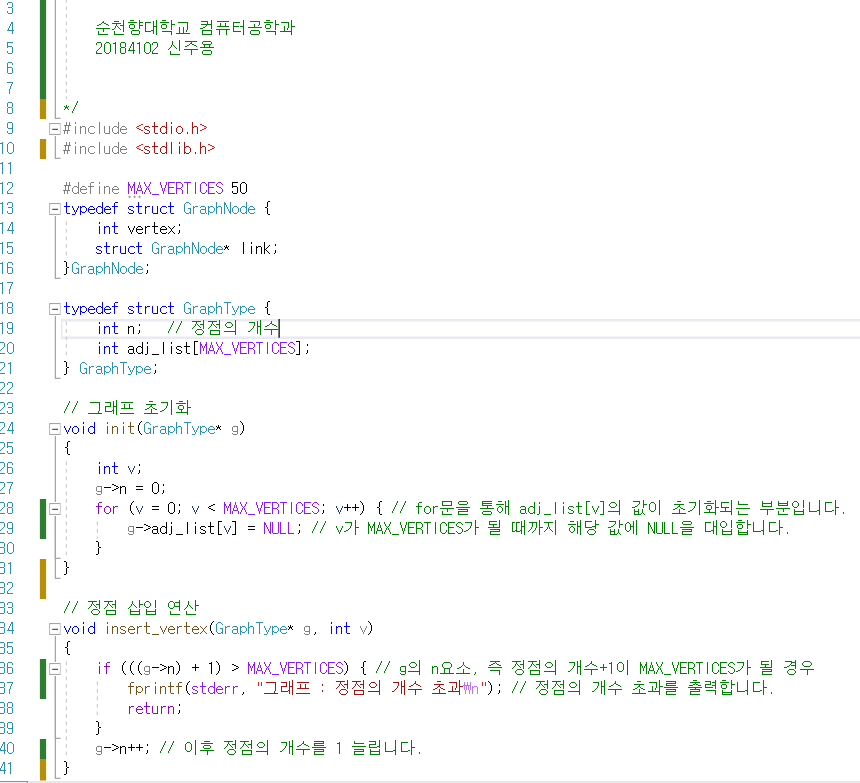 3
4 순천향대학교 컴퓨터공학과
5 20184102 신주용
6
7
8 */
9 #include <stdio.h>
10 #include <stdlib.h>
11
12 #define MAX_VERTICES 50
13 typedef struct GraphNode {
14 int vertex;
15 struct GraphNode* link;
16 }GraphNode;
17
18 typedef struct GraphType {
19 int n; // 정점의 개수
20 int adj_list[MAX_VERTICES];
21 } GraphType;
22
23 // 그래프 초기화
24 void init(GraphType* g)
25 {
26 int v;
27 g->n = 0;
28 for (v = 0; v < MAX_VERTICES; v++) { // for문을 통해 adj_list[v]의 값이 초기화되는 부분입니다.
29 g->adj_list[v] = NULL; // v가 MAX_VERTICES가 될 때까지 해당 값에 NULL을 대입합니다.
30 }
31 }
32
33 // 정점 삽입 연산
34 void insert_vertex(GraphType* g, int v)
35 {
36 if (((g->n) + 1) > MAX_VERTICES) { // g의 n요소, 즉 정점의 개수+1이 MAX_VERTICES가 될 경우
37 fprintf(stderr, "그래프 : 정점의 개수 초과₩n"); // 정점의 개수 초과를 출력합니다.
38 return;
39 }
40 g->n++; // 이후 정점의 개수를 1 늘립니다.
41 }